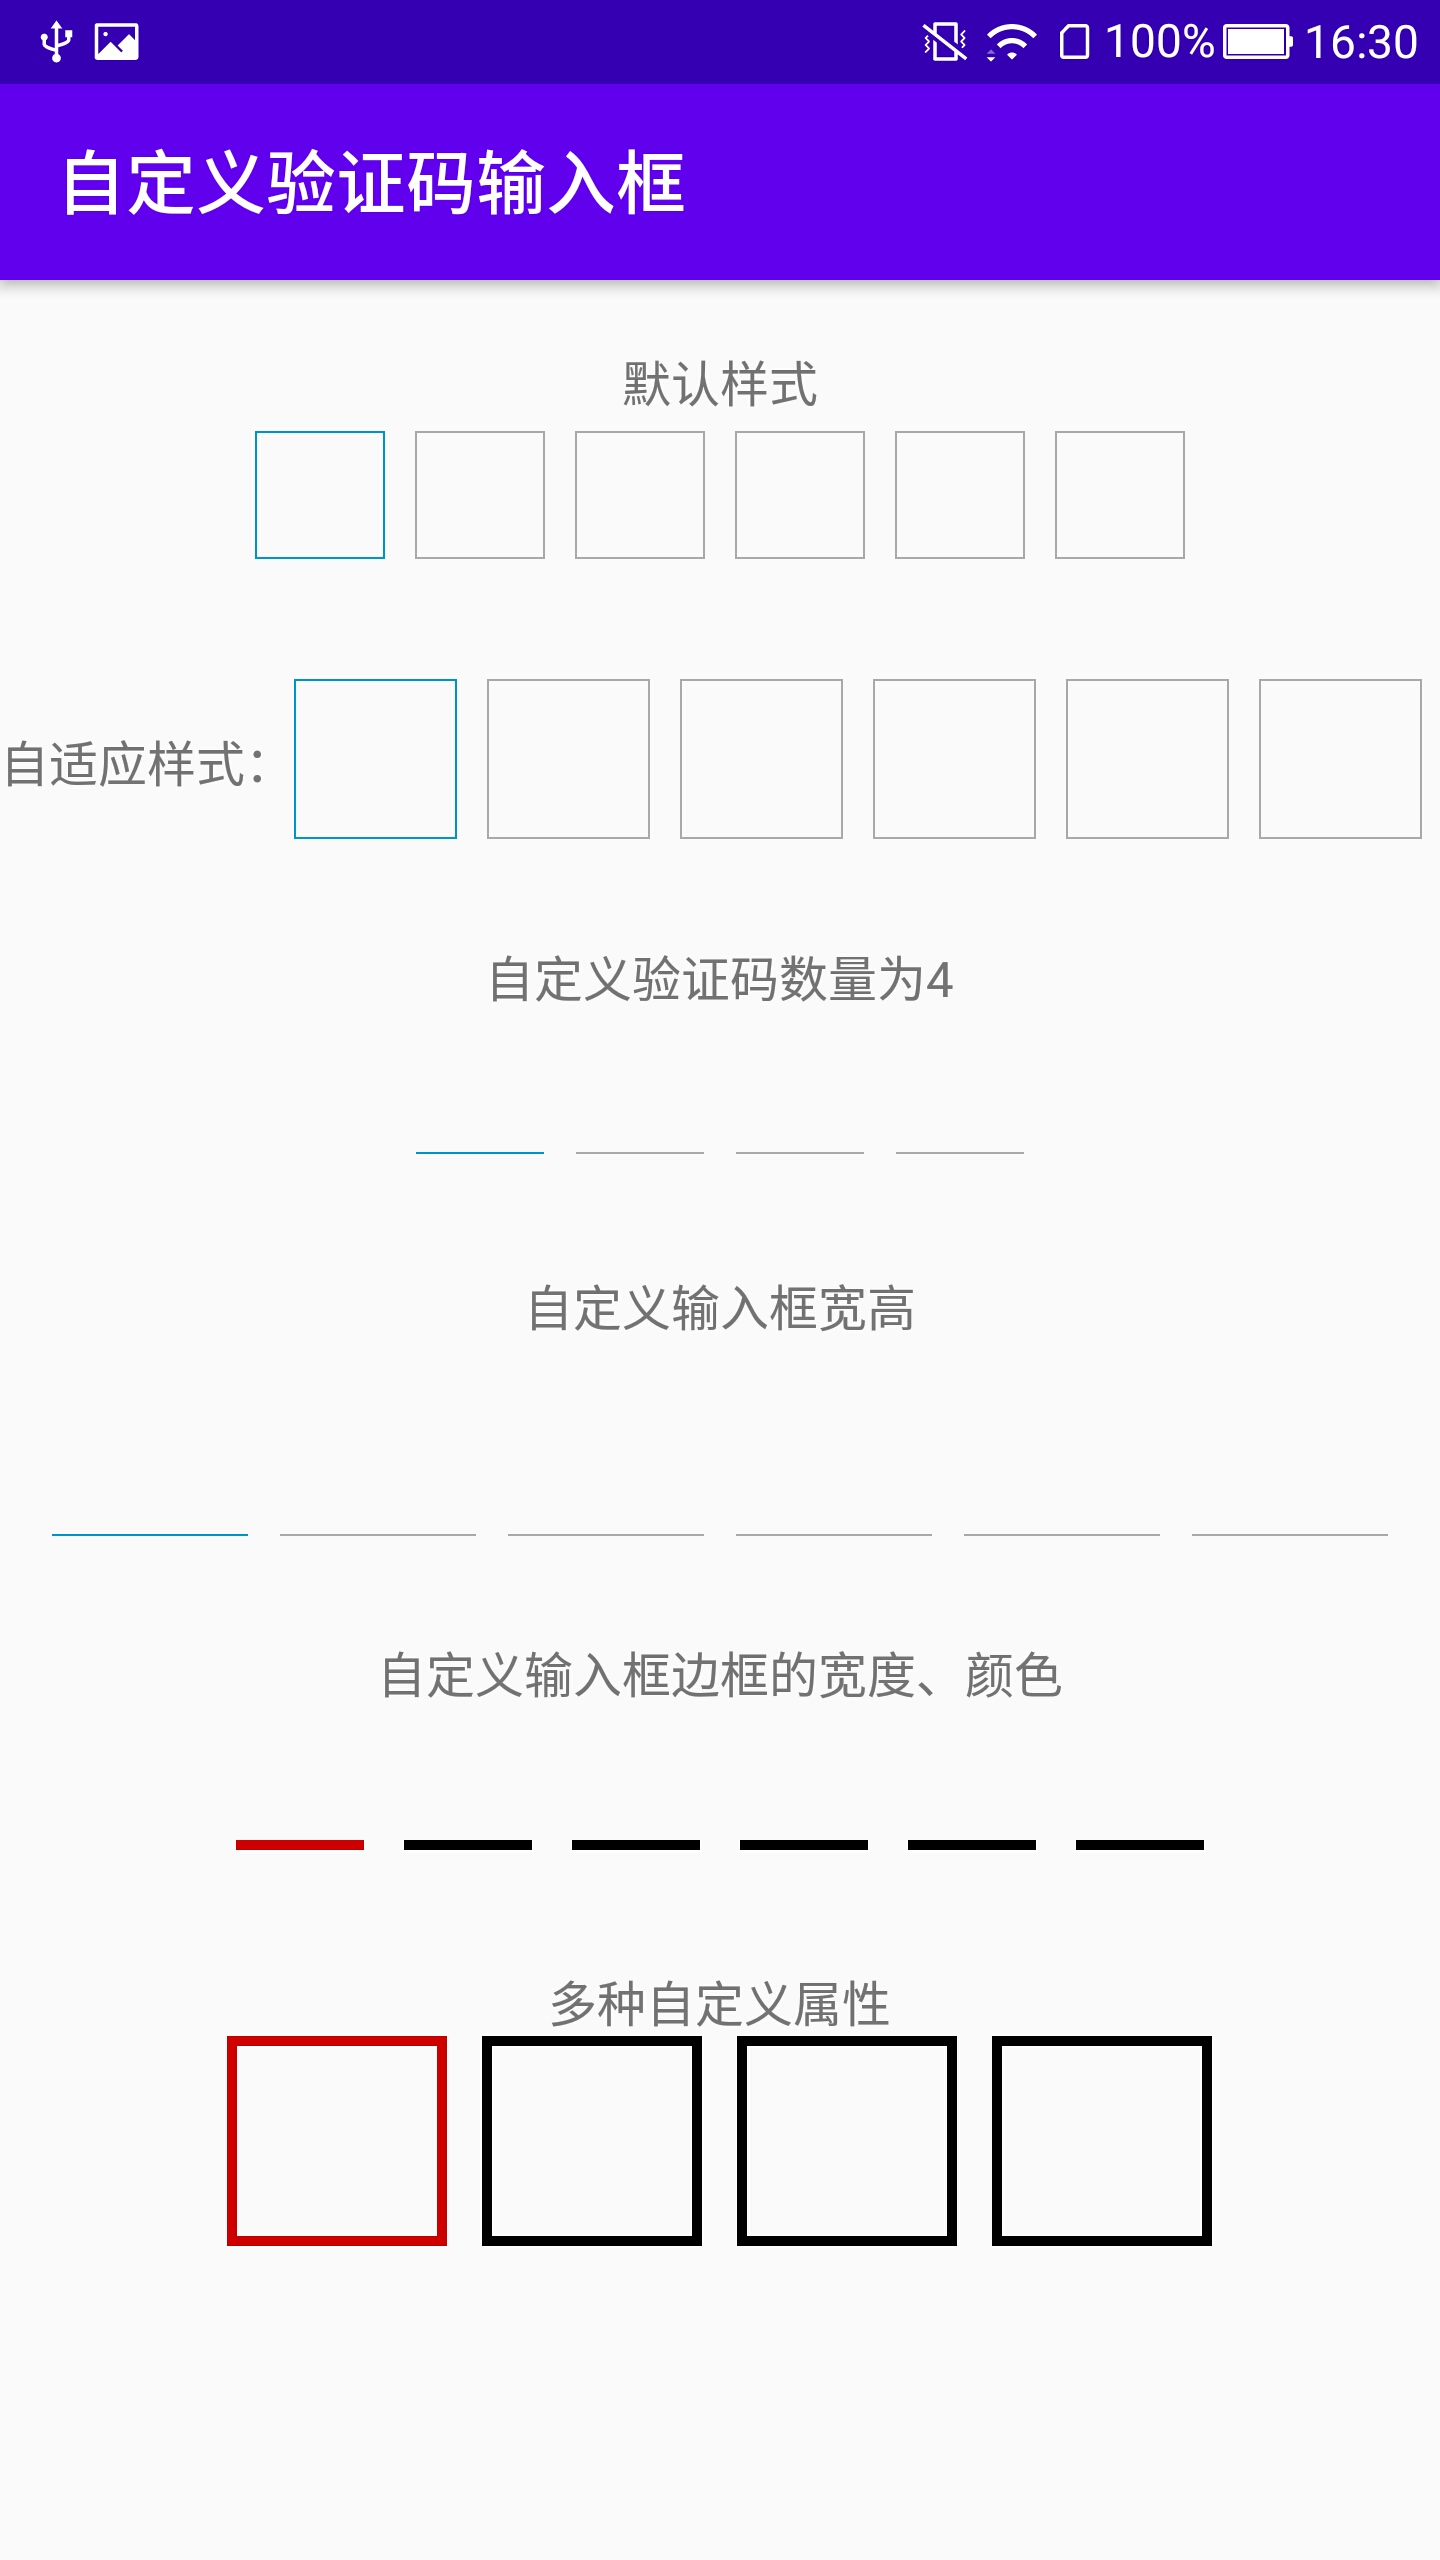 100% 16:30
自定义验证码输入框
默认样式
自适应样式：
自定义验证码数量为4
自定义输入框宽高
自定义输入框边框的宽度、颜色
多种自定义属性